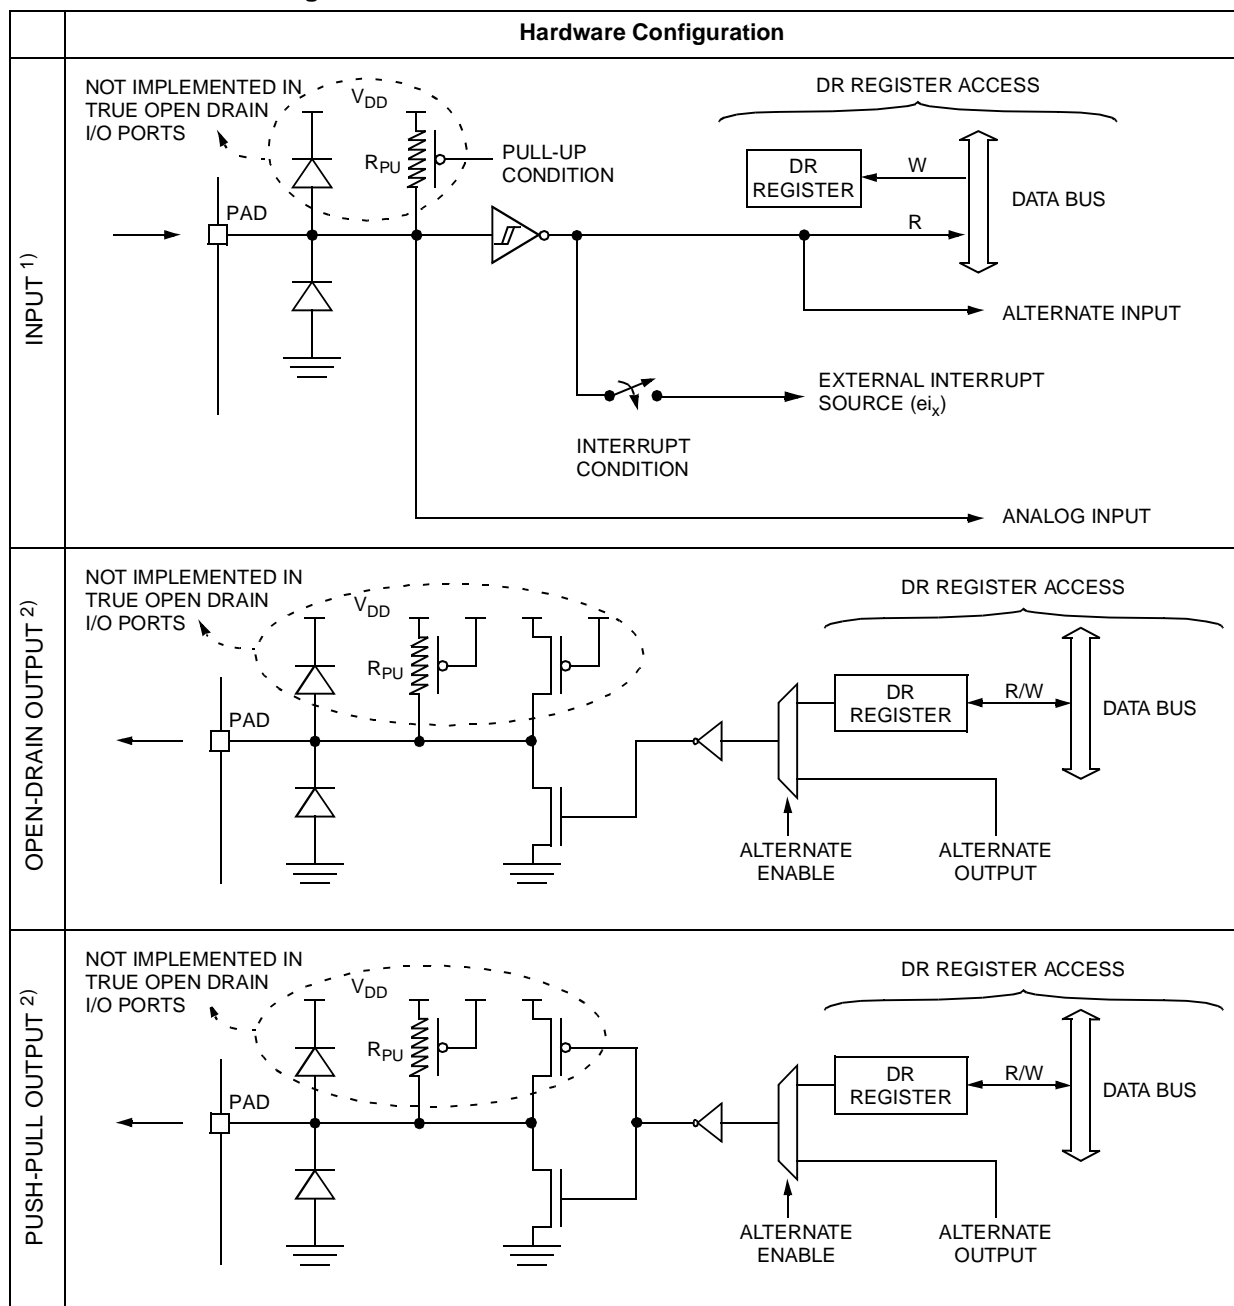 Hardware Configuration
INPUT 1)
NOT IMPLEMENTED IN
TRUE OPEN DRAIN
I/O PORTS
VDD
RPU
PULL-UP
CONDITION
PAD
DR REGISTER ACCESS
DR
REGISTER
W
R
DATA BUS
ALTERNATE INPUT
EXTERNAL INTERRUPT
SOURCE (eix)
INTERRUPT
CONDITION
ANALOG INPUT
OPEN-DRAIN OUTPUT 2)
NOT IMPLEMENTED IN
TRUE OPEN DRAIN
I/O PORTS
VDD
RPU
PAD
DR REGISTER ACCESS
DR
REGISTER
R/W
DATA BUS
ALTERNATE
ENABLE
ALTERNATE
OUTPUT
PUSH-PULL OUTPUT 2)
NOT IMPLEMENTED IN
TRUE OPEN DRAIN
I/O PORTS
VDD
RPU
PAD
DR REGISTER ACCESS
DR
REGISTER
R/W
DATA BUS
ALTERNATE
ENABLE
ALTERNATE
OUTPUT